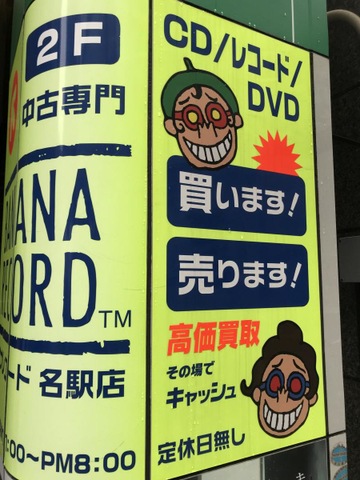 2F
中古専門
ANA
ECORD TM
ード 名駅店
:00～PM8:00
CD/レコード/
DVD
買います!
売ります!
高価買取
その場で
キャッシュ
定休日無し